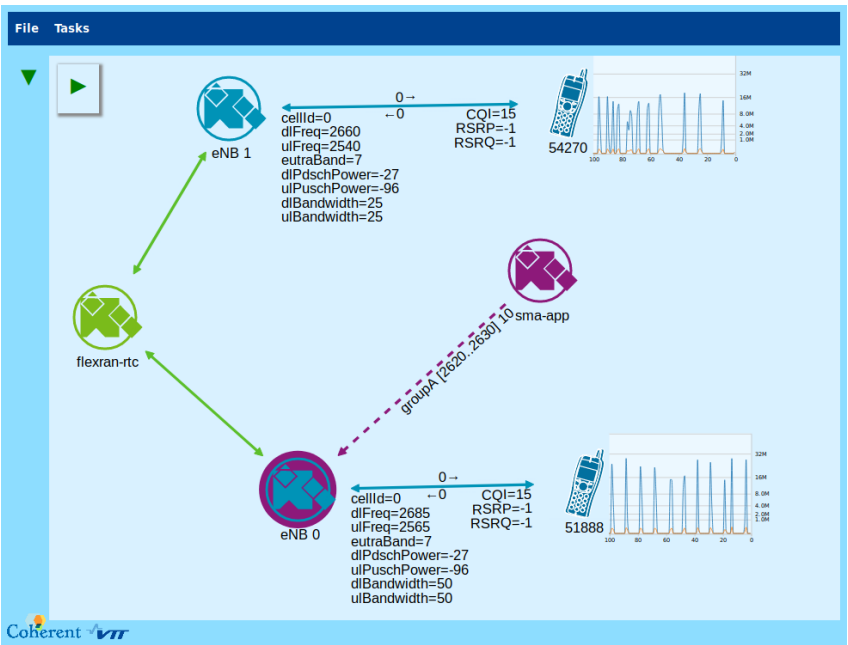 File Tasks
0→
←0
cellId=0
dlFreq=2660
ulFreq=2540
eutraBand=7
dlPdschPower=-27
ulPuschPower=-96
dlBandwidth=25
ulBandwidth=25
eNB 1
CQI=15
RSRP=-1
RSRQ=-1
54270
32M
16M
8.0M
4.0M
2.0M
1.0M
100 80 60 40 20 0
sma-app
groupA [2620..2630] 10
flexran-rtc
0→
←0
cellId=0
dlFreq=2685
ulFreq=2565
eutraBand=7
dlPdschPower=-27
ulPuschPower=-96
dlBandwidth=50
ulBandwidth=50
eNB 0
CQI=15
RSRP=-1
RSRQ=-1
51888
32M
16M
8.0M
4.0M
2.0M
1.0M
100 80 60 40 20 0
Coherent VTT